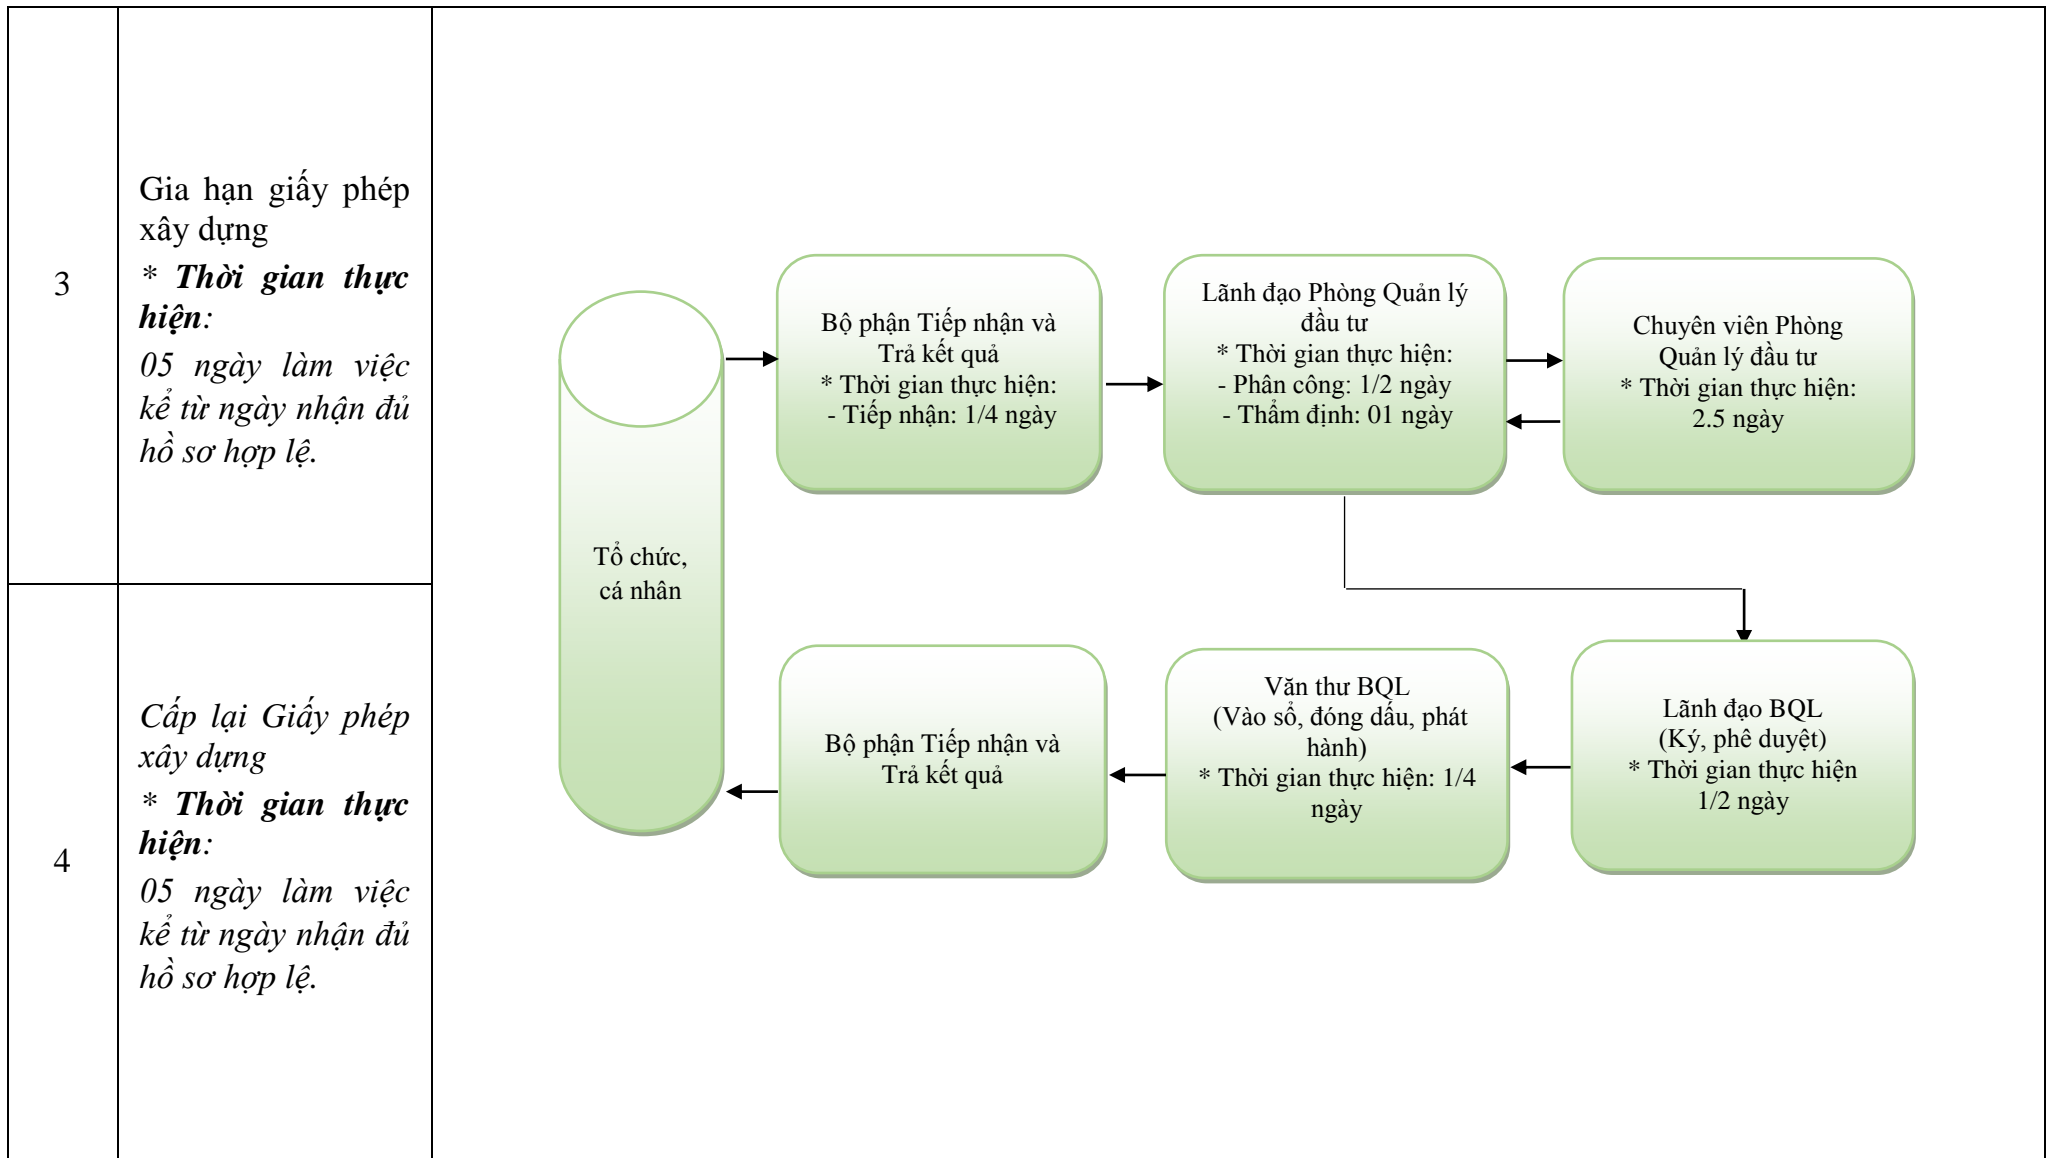 3
Gia hạn giấy phép
xây dựng
* Thời gian thực
hiện:
05 ngày làm việc
kể từ ngày nhận đủ
hồ sơ hợp lệ.
4
Cấp lại Giấy phép
xây dựng
* Thời gian thực
hiện:
05 ngày làm việc
kể từ ngày nhận đủ
hồ sơ hợp lệ.
Tổ chức,
cá nhân
Bộ phận Tiếp nhận và
Trả kết quả
* Thời gian thực hiện:
- Tiếp nhận: 1/4 ngày
Lãnh đạo Phòng Quản lý
đầu tư
* Thời gian thực hiện:
- Phân công: 1/2 ngày
- Thẩm định: 01 ngày
Chuyên viên Phòng
Quản lý đầu tư
* Thời gian thực hiện:
2.5 ngày
Lãnh đạo BQL
(Ký, phê duyệt)
* Thời gian thực hiện
1/2 ngày
Văn thư BQL
(Vào sổ, đóng dấu, phát
hành)
* Thời gian thực hiện: 1/4
ngày
Bộ phận Tiếp nhận và
Trả kết quả